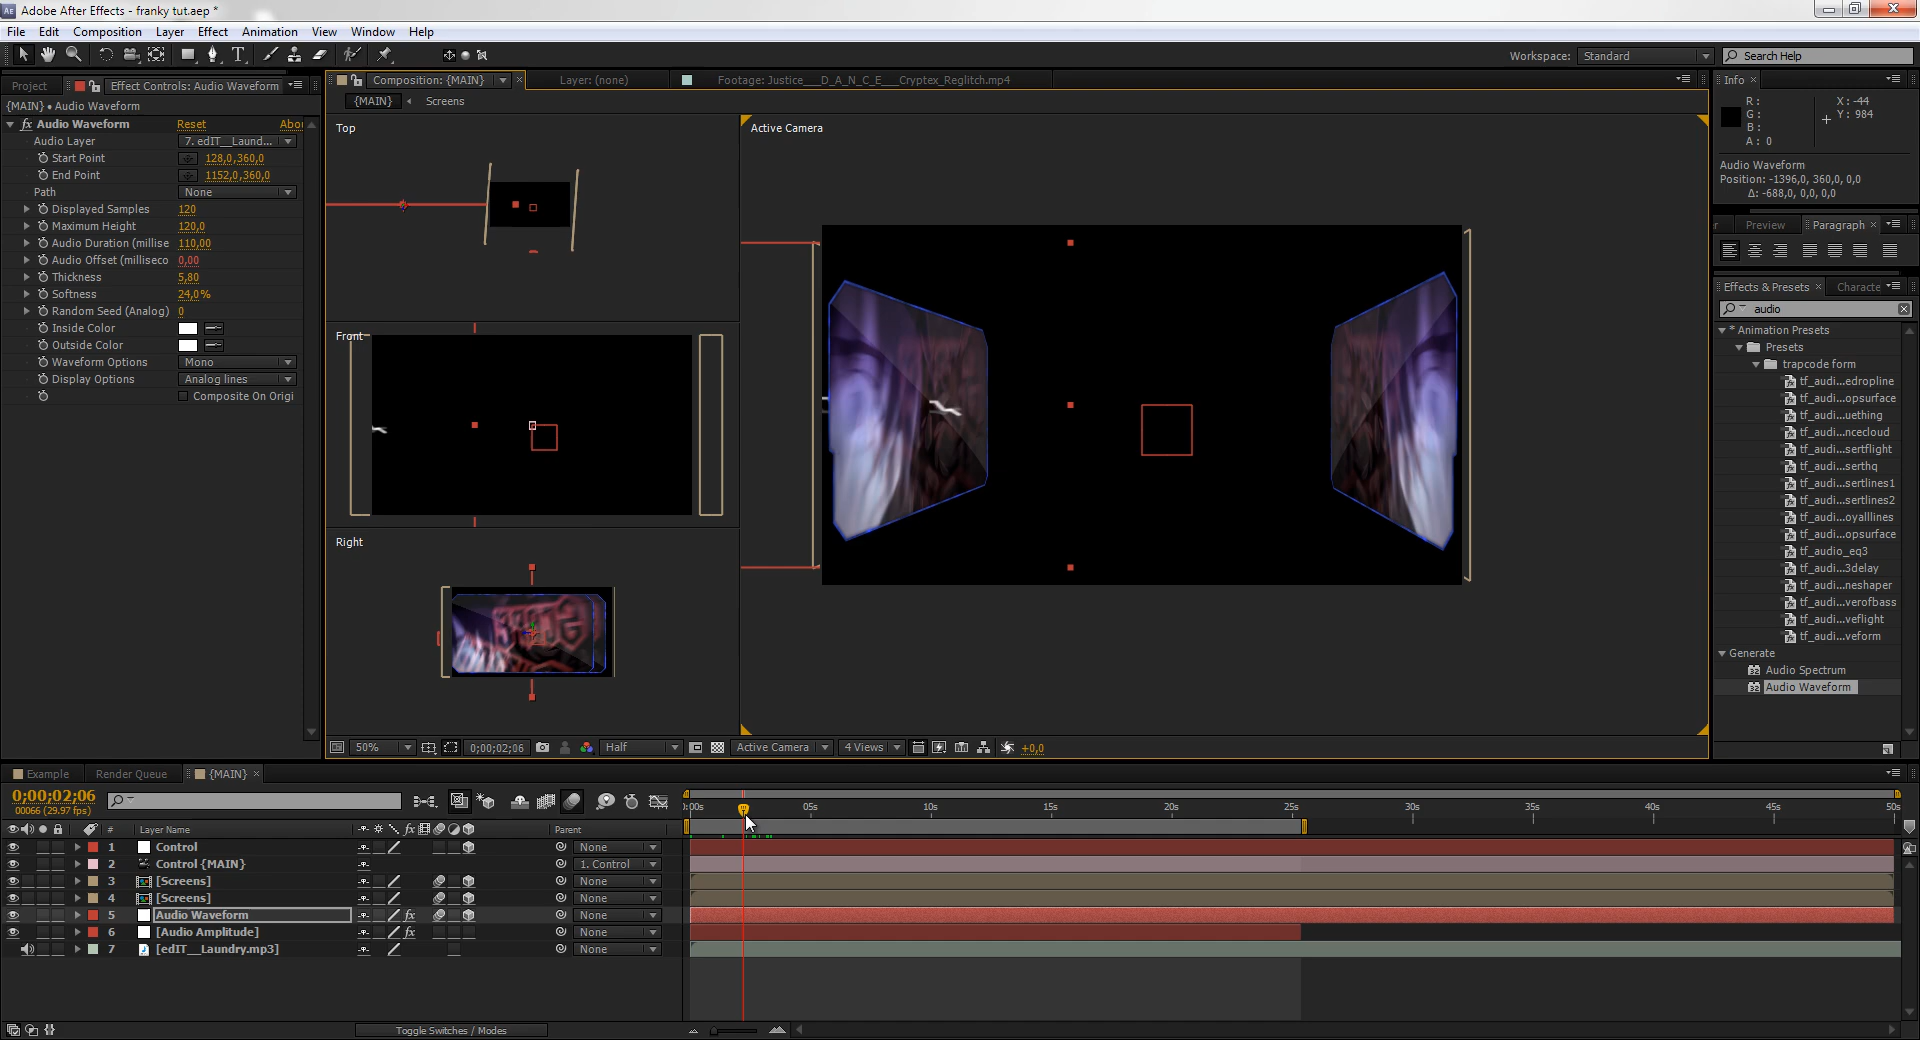 Adobe After Effects - franky tut.aep *
File Edit Composition Layer Effect Animation View Window Help
Workspace: Standard Search Help
Project Effect Controls: Audio Waveform
{MAIN} • Audio Waveform
fx Audio Waveform Reset Abou
Audio Layer 7. edIT__Laund...
Start Point 128,0,360,0
End Point 1152,0,360,0
Path None
Displayed Samples 120
Maximum Height 120,0
Audio Duration (millise 110,00
Audio Offset (milliseco 0,00
Thickness 5,80
Softness 24,0%
Random Seed (Analog) 0
Inside Color
Outside Color
Waveform Options Mono
Display Options Analog lines
Composite On Origi
Composition: {MAIN} Layer: (none) Footage: Justice___D_A_N_C_E___Cryptex_Reglitch.mp4
{MAIN} Screens
Top
Active Camera
Front
Right
50% 0;00;02;06 Half Active Camera 4 Views +0,0
Info
R: X: -44
G: Y: 984
B:
A: 0
Audio Waveform
Position: -1396,0, 360,0, 0,0
Δ: -688,0, 0,0, 0,0
r Preview Paragraph
Effects & Presets Characte
audio
* Animation Presets
Presets
trapcode form
tf_audi...edropline
tf_audi...opsurface
tf_audi...uething
tf_audi...ncecloud
tf_audi...sertflight
tf_audi...serthq
tf_audi...sertlines1
tf_audi...sertlines2
tf_audi...oyalllines
tf_audi...opsurface
tf_audio_eq3
tf_audi...3delay
tf_audi...neshaper
tf_audi...verofbass
tf_audi...veflight
tf_audi...veform
Generate
Audio Spectrum
Audio Waveform
Example Render Queue {MAIN}
0;00;02;06
00066 (29.97 fps)
):00s 05s 10s 15s 20s 25s 30s 35s 40s 45s 50s
# Layer Name fx Parent
1 Control None
2 Control {MAIN} 1. Control
3 [Screens] None
4 [Screens] None
5 Audio Waveform fx None
6 [Audio Amplitude] fx None
7 [edIT__Laundry.mp3] None
Toggle Switches / Modes